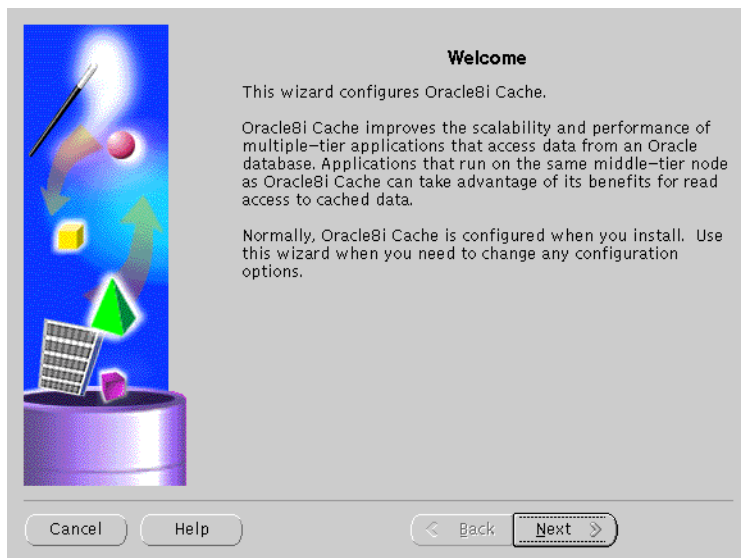 Welcome
This wizard configures Oracle8i Cache.
Oracle8i Cache improves the scalability and performance of
multiple-tier applications that access data from an Oracle
database. Applications that run on the same middle-tier node
as Oracle8i Cache can take advantage of its benefits for read
access to cached data.
Normally, Oracle8i Cache is configured when you install.  Use
this wizard when you need to change any configuration
options.
Cancel
Help
Back
Next